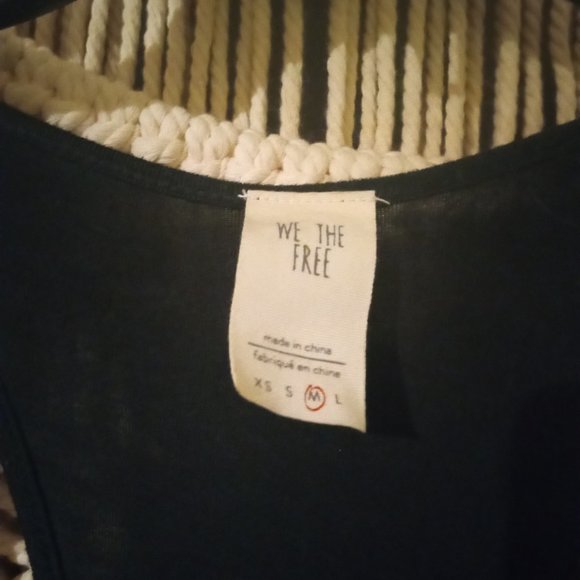 WE THE
FREE
made in china
fabriqué en chine
XS S M L